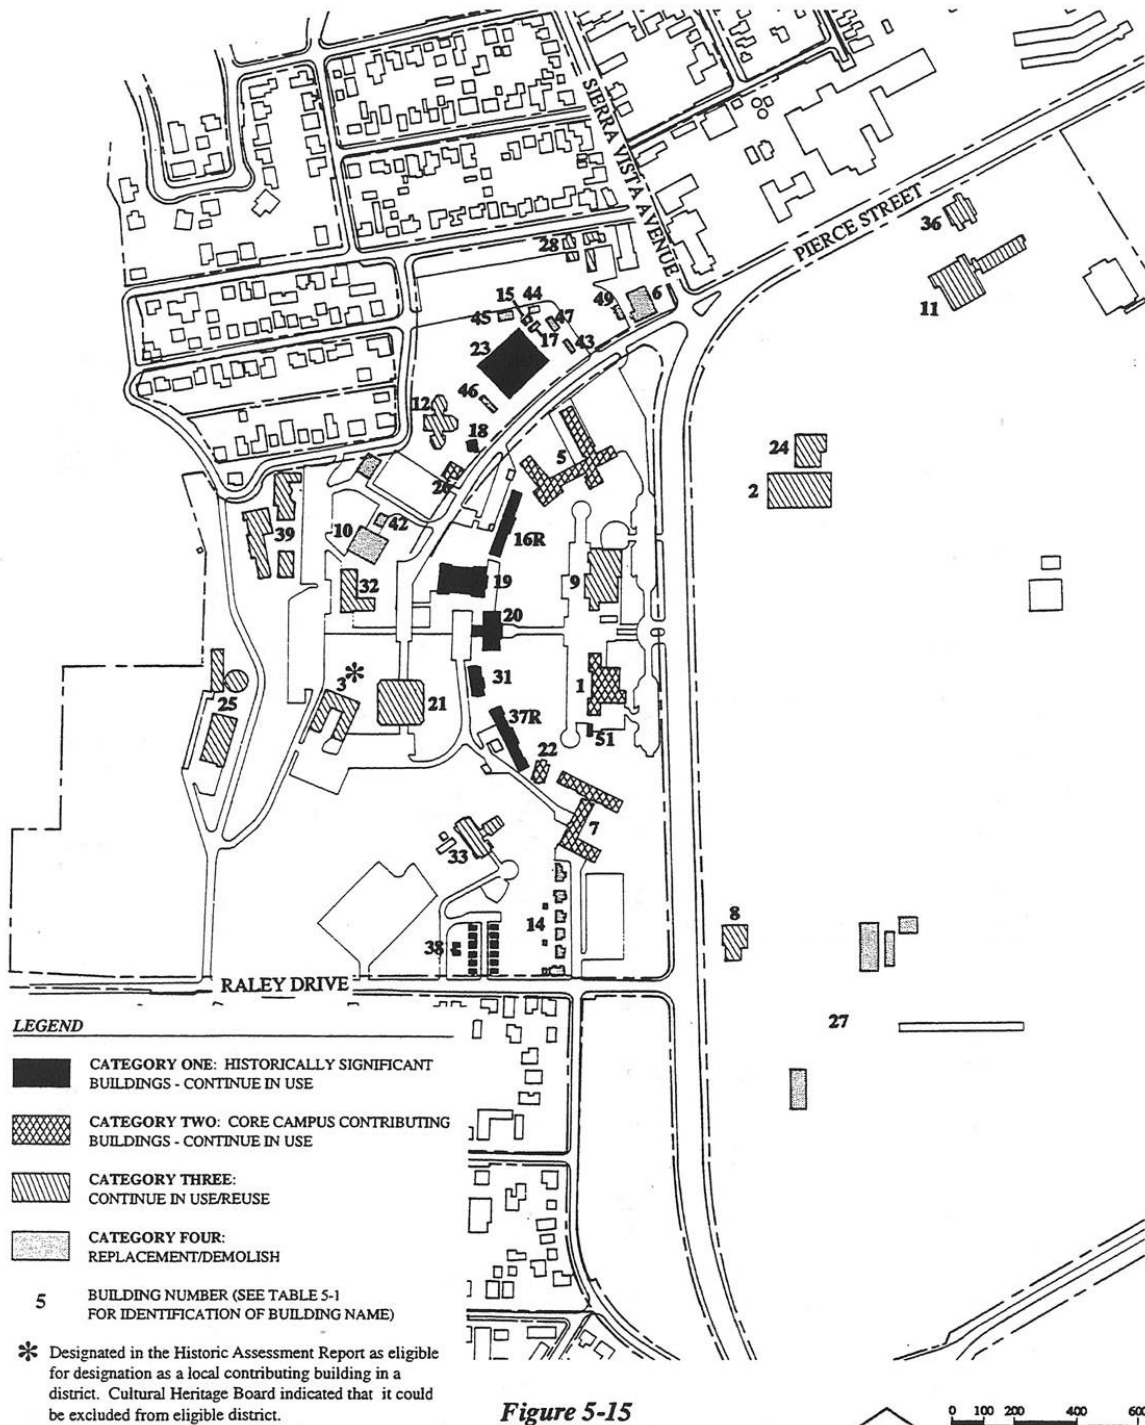 SIERRA VISTA AVENUE
PIERCE STREET
36
11
28
15
44
49
6
45
47
17
43
23
46
12
18
5
24
2
26
42
10
39
16R
32
19
9
20
3
*
31
1
21
25
37R
51
22
7
33
14
8
38
RALEY DRIVE
27
LEGEND
CATEGORY ONE: HISTORICALLY SIGNIFICANT
BUILDINGS - CONTINUE IN USE
CATEGORY TWO: CORE CAMPUS CONTRIBUTING
BUILDINGS - CONTINUE IN USE
CATEGORY THREE:
CONTINUE IN USE/REUSE
CATEGORY FOUR:
REPLACEMENT/DEMOLISH
5 BUILDING NUMBER (SEE TABLE 5-1
FOR IDENTIFICATION OF BUILDING NAME)
* Designated in the Historic Assessment Report as eligible
for designation as a local contributing building in a
district. Cultural Heritage Board indicated that it could
be excluded from eligible district.
Figure 5-15
0 100 200 400 600